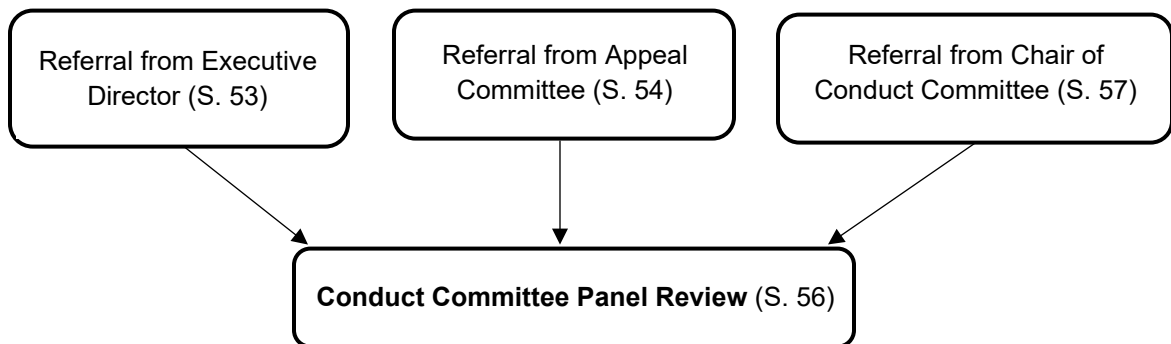 Referral from Executive
Director (S. 53)
Referral from Appeal
Committee (S. 54)
Referral from Chair of
Conduct Committee (S. 57)
Conduct Committee Panel Review (S. 56)